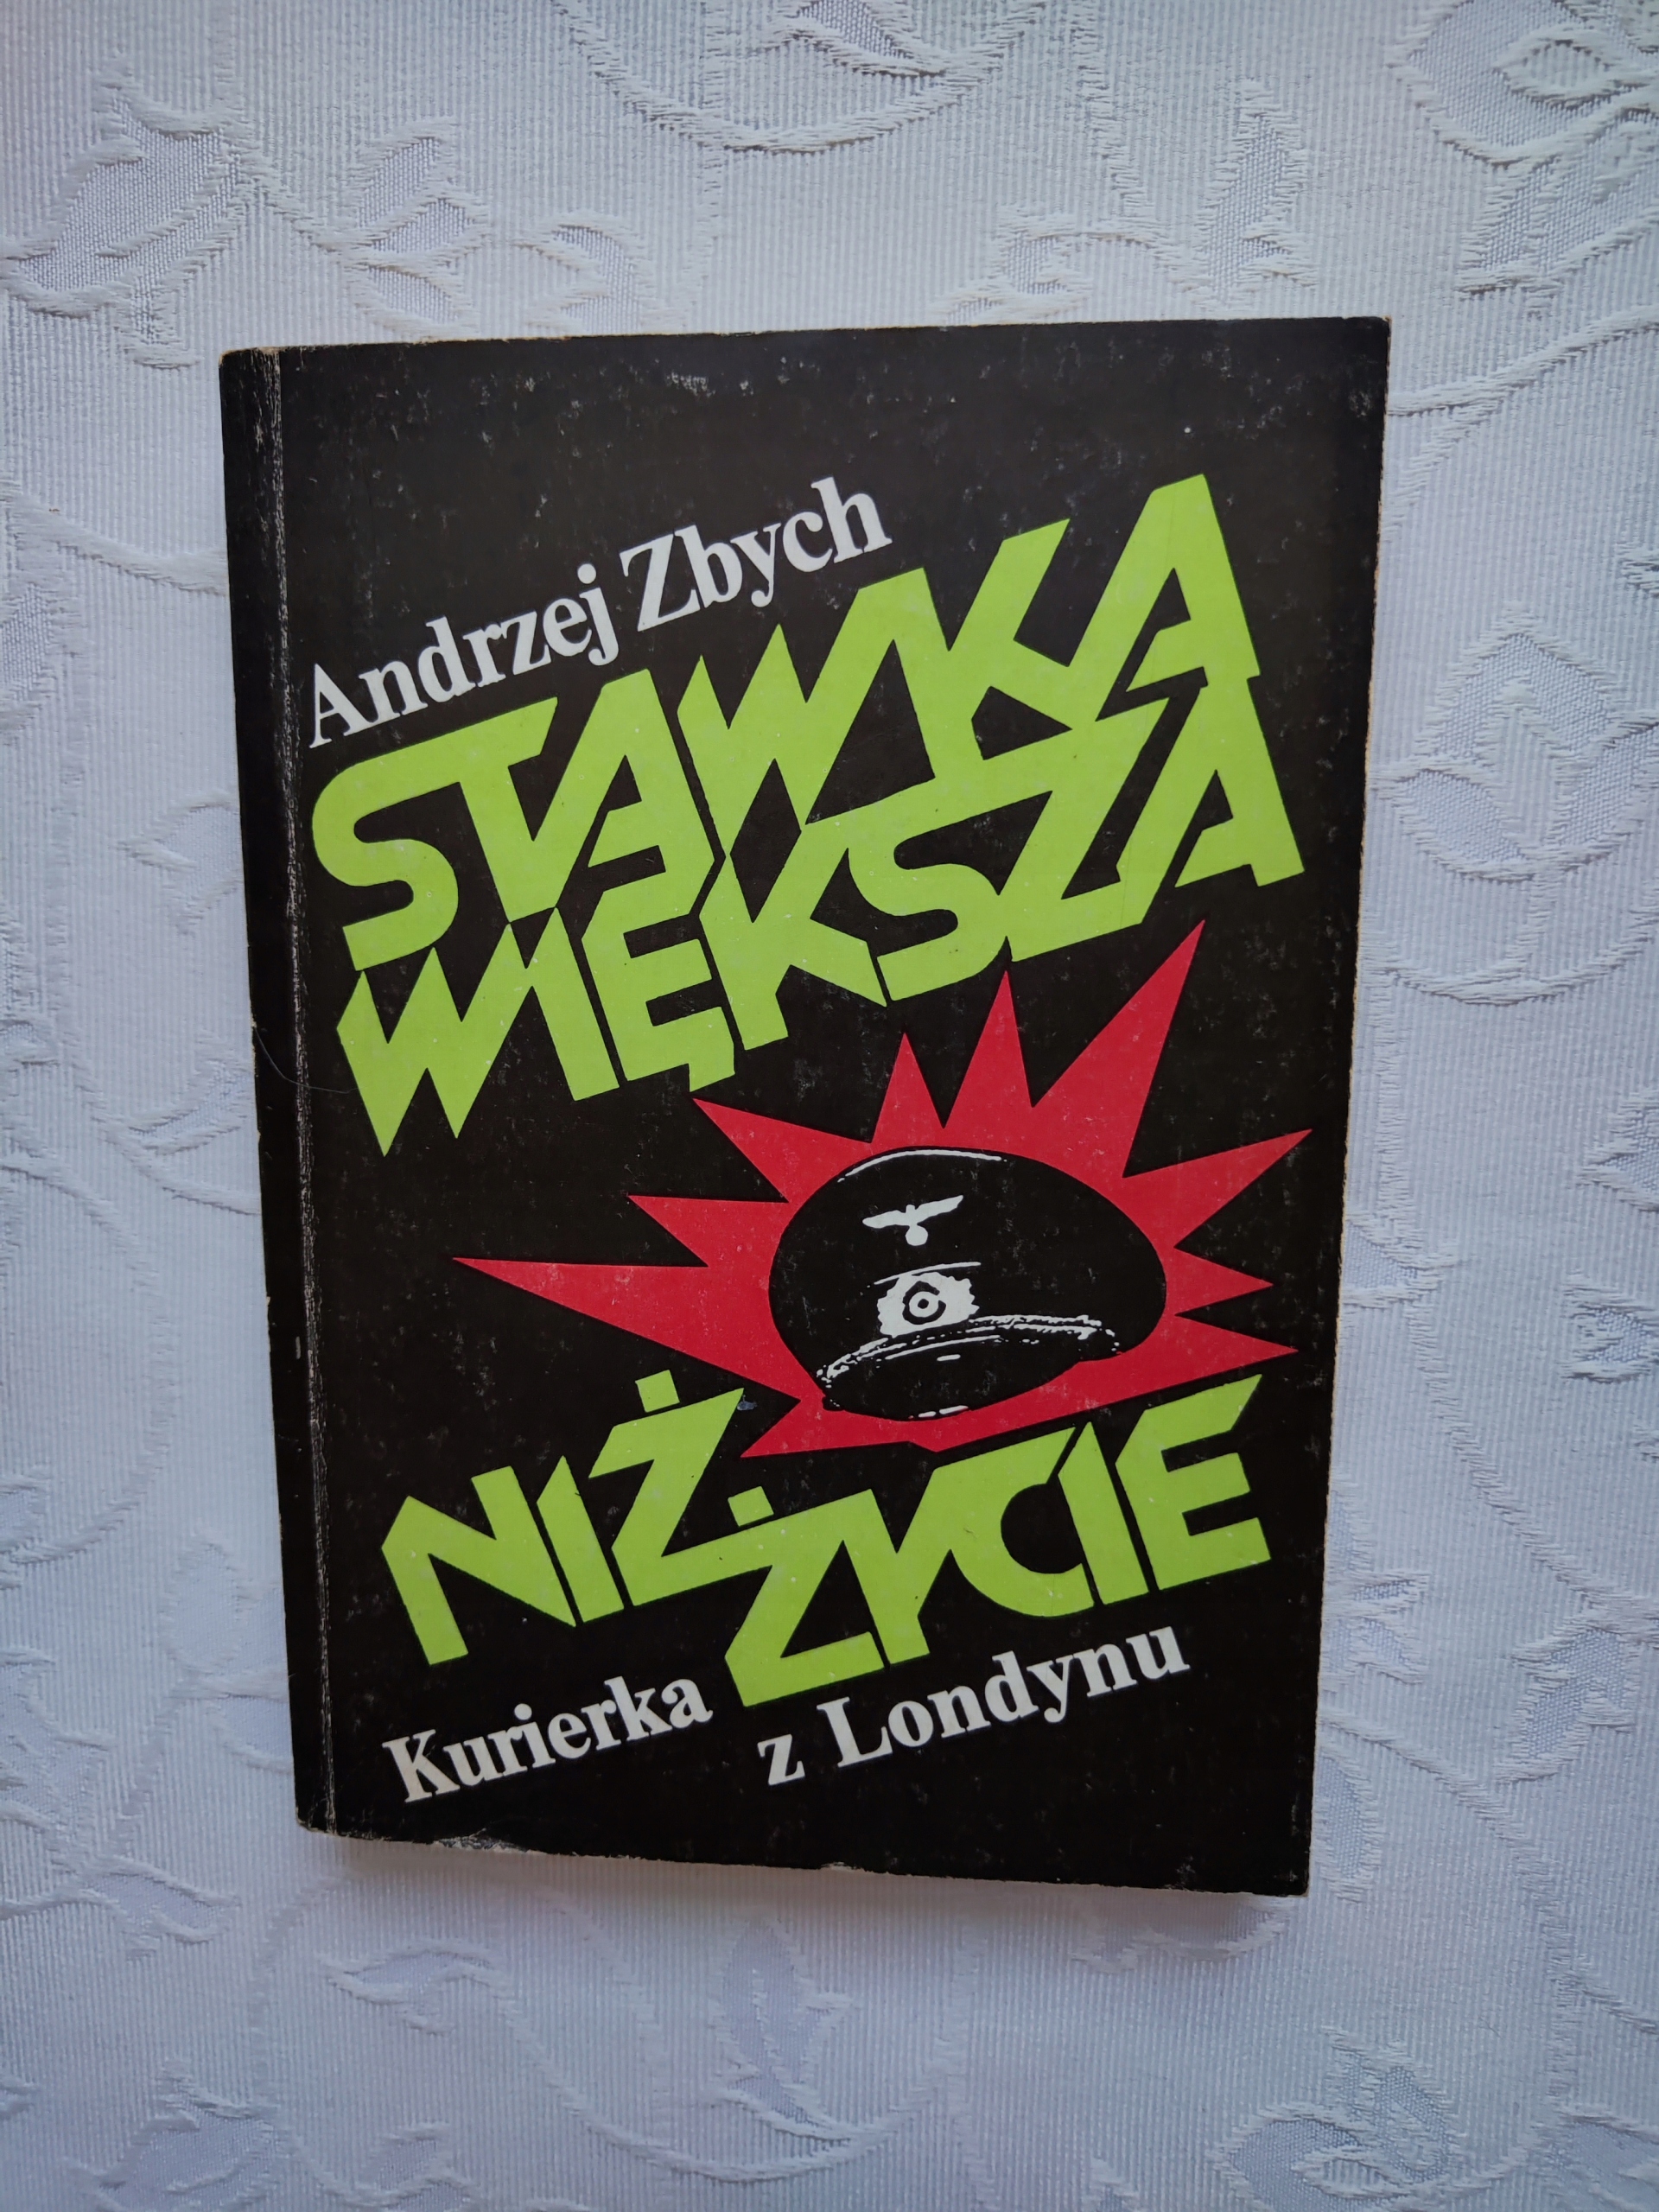 Andrzej Zbych
STAWKA
WIĘKSZA
NIŻ
ŻYCIE
Kurierka
z Londynu